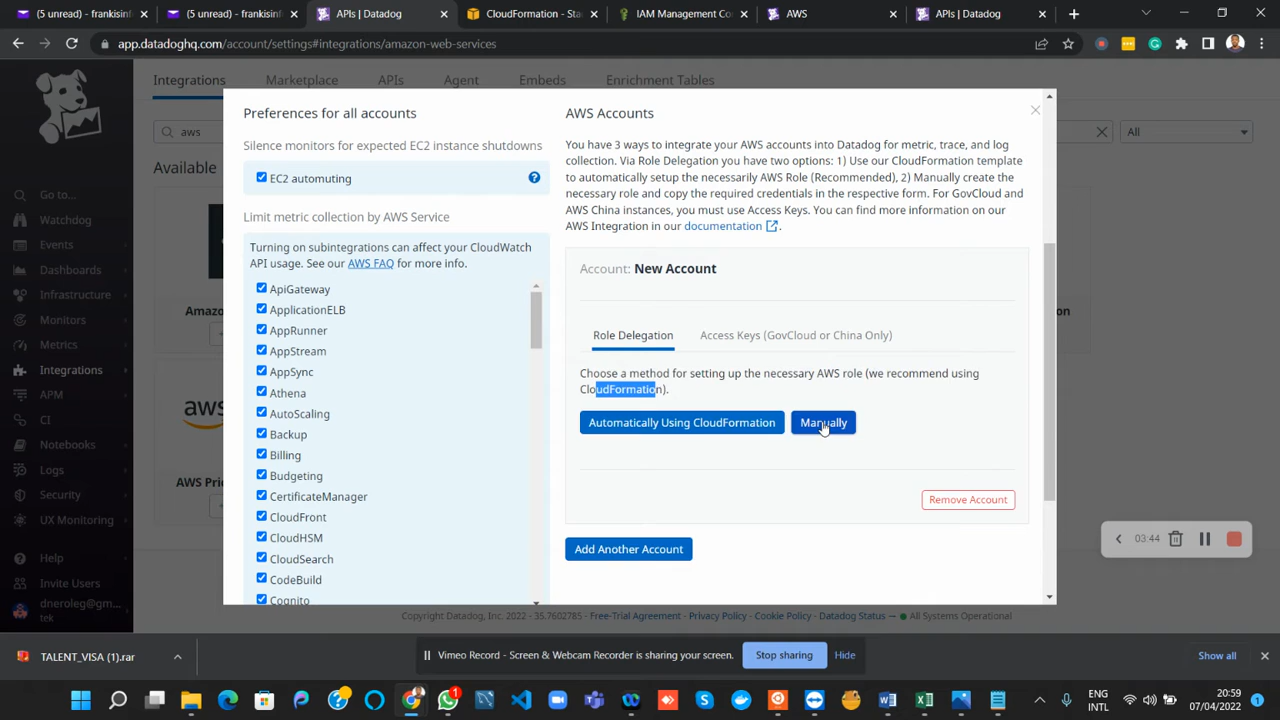 (5 unread) - frankisinf
(5 unread) - frankisinf
APIs | Datadog
CloudFormation - Sta
IAM Management Co
AWS
APIs | Datadog
app.datadoghq.com/account/settings#integrations/amazon-web-services
Integrations
Marketplace
APIs
Agent
Embeds
Enrichment Tables
aws
All
Available
Go to...
Watchdog
Events
Dashboards
Infrastructure
Monitors
Metrics
Integrations
APM
CI
Notebooks
Logs
Security
UX Monitoring
Help
Invite Users
dneroleg@gm...
tek
Amazo
on
aws
AWS Priv
Preferences for all accounts
Silence monitors for expected EC2 instance shutdowns
EC2 automuting
Limit metric collection by AWS Service
Turning on subintegrations can affect your CloudWatch
API usage. See our AWS FAQ for more info.
ApiGateway
ApplicationELB
AppRunner
AppStream
AppSync
Athena
AutoScaling
Backup
Billing
Budgeting
CertificateManager
CloudFront
CloudHSM
CloudSearch
CodeBuild
Cognito
AWS Accounts
You have 3 ways to integrate your AWS accounts into Datadog for metric, trace, and log
collection. Via Role Delegation you have two options: 1) Use our CloudFormation template
to automatically setup the necessarily AWS Role (Recommended), 2) Manually create the
necessary role and copy the required credentials in the respective form. For GovCloud and
AWS China instances, you must use Access Keys. You can find more information on our
AWS Integration in our documentation.
Account: New Account
Role Delegation
Access Keys (GovCloud or China Only)
Choose a method for setting up the necessary AWS role (we recommend using
CloudFormation).
Automatically Using CloudFormation
Manually
Remove Account
Add Another Account
03:44
Copyright Datadog, Inc. 2022 - 35.7602785 - Free-Trial Agreement - Privacy Policy - Cookie Policy - Datadog Status — All Systems Operational
TALENT_VISA (1).rar
Vimeo Record - Screen & Webcam Recorder is sharing your screen.
Stop sharing
Hide
Show all
1
ENG
INTL
20:59
07/04/2022